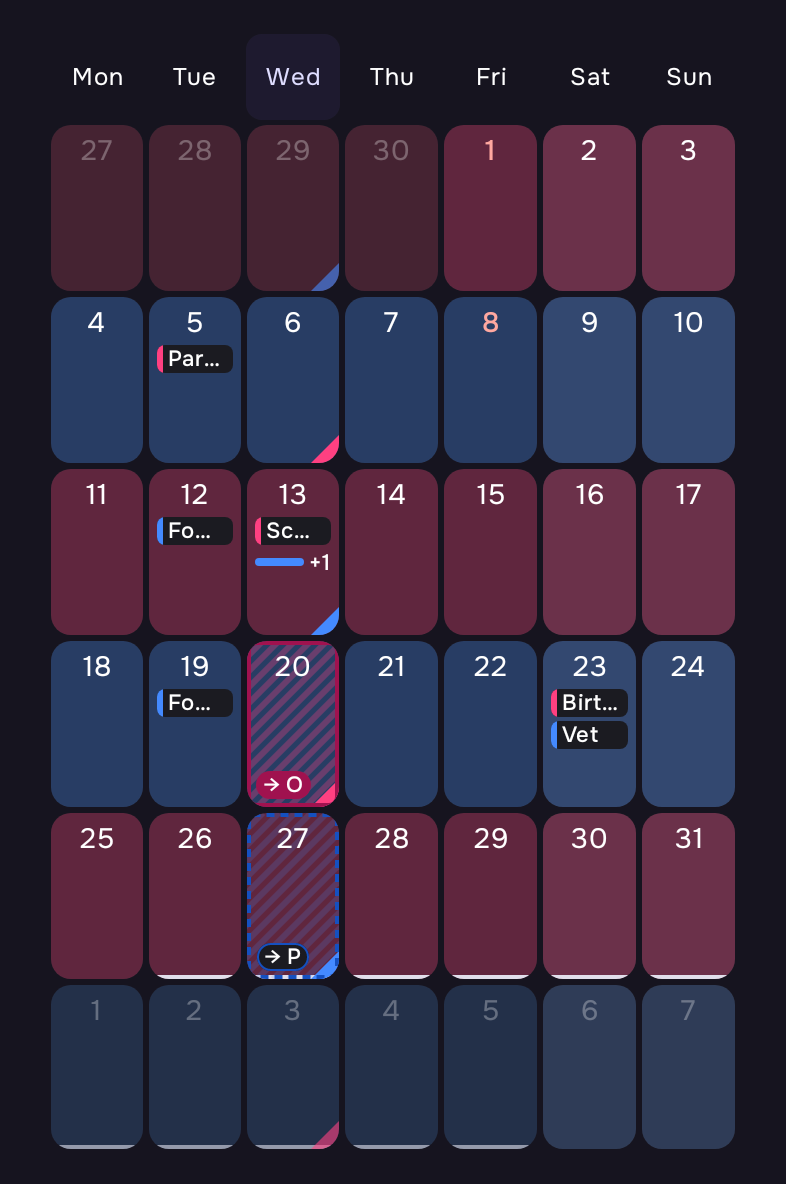 Mon Tue Wed Thu Fri Sat Sun
27 28 29 30 1 2 3
4 5 6 7 8 9 10
Par...
11 12 13 14 15 16 17
Fo... Sc...
+1
18 19 20 21 22 23 24
Fo... Birt...
Vet
→ O
25 26 27 28 29 30 31
→ P
1 2 3 4 5 6 7